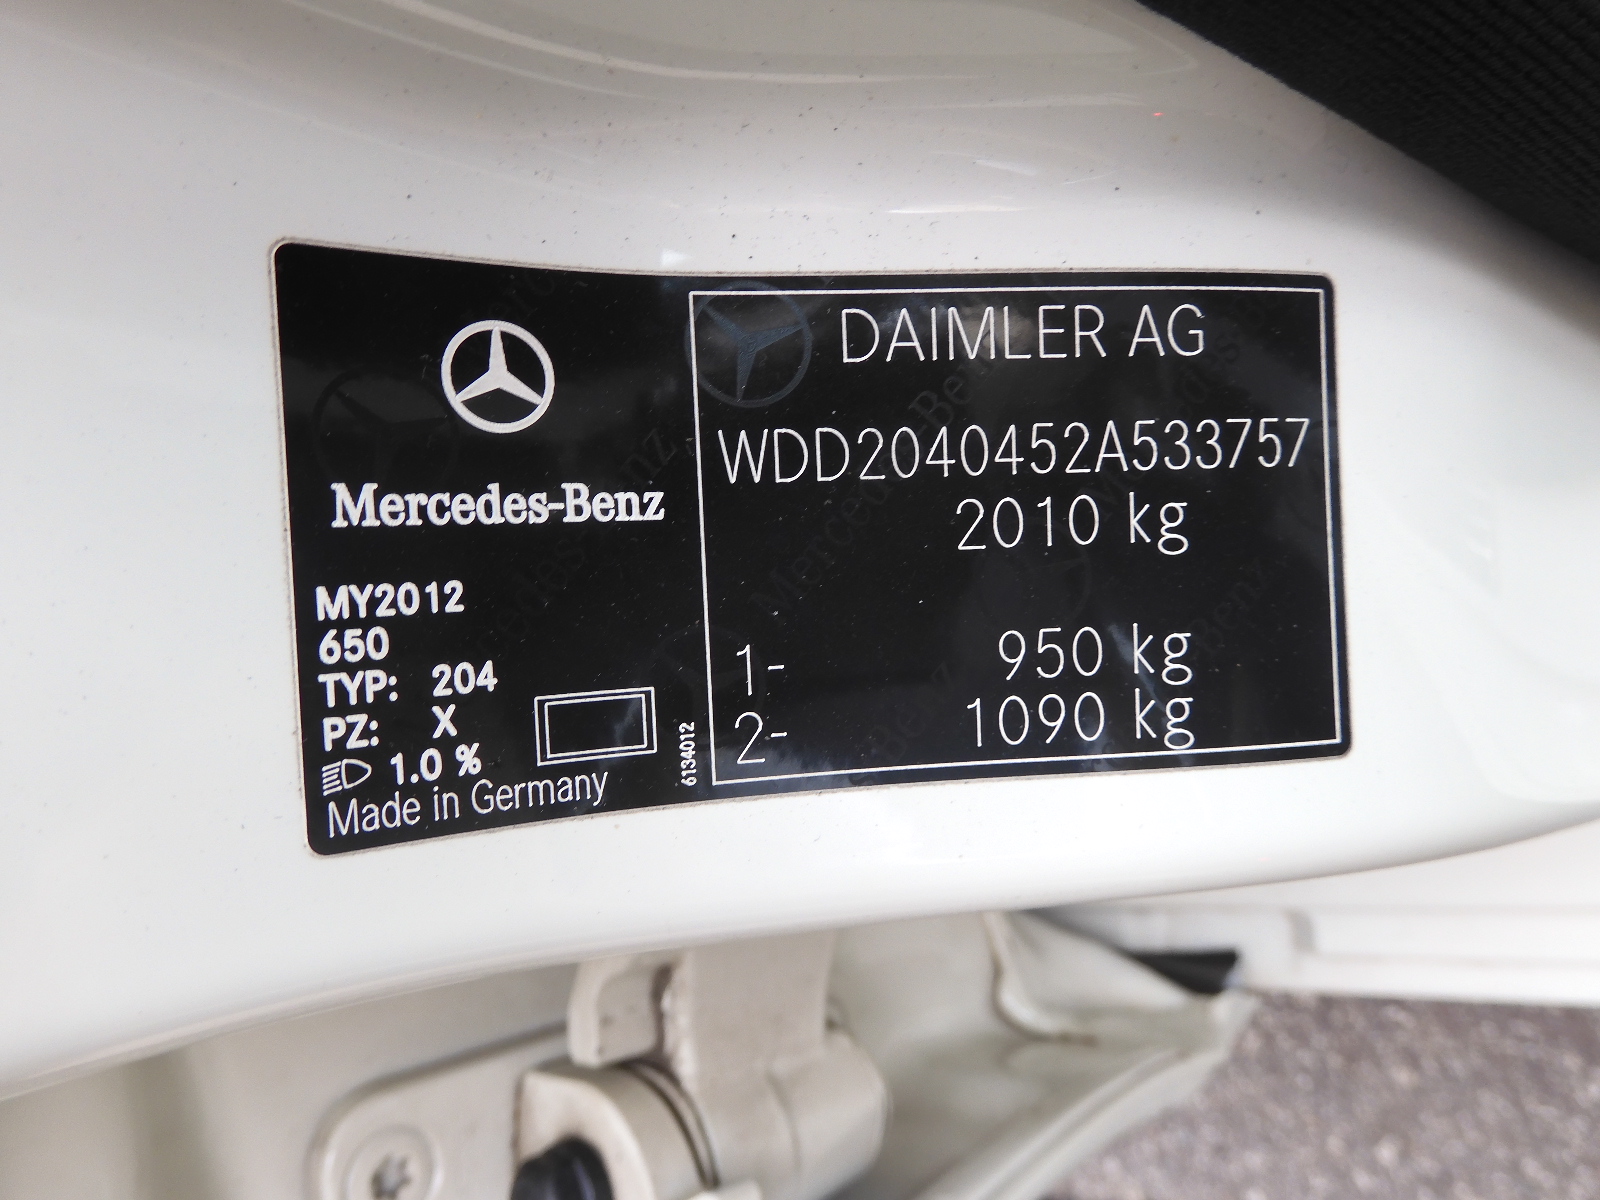 Mercedes-Benz
MY2012
650
TYP: 204
PZ: X
1.0 %
Made in Germany
6134012
DAIMLER AG
WDD2040452A533757
2010 kg
1- 950 kg
2- 1090 kg